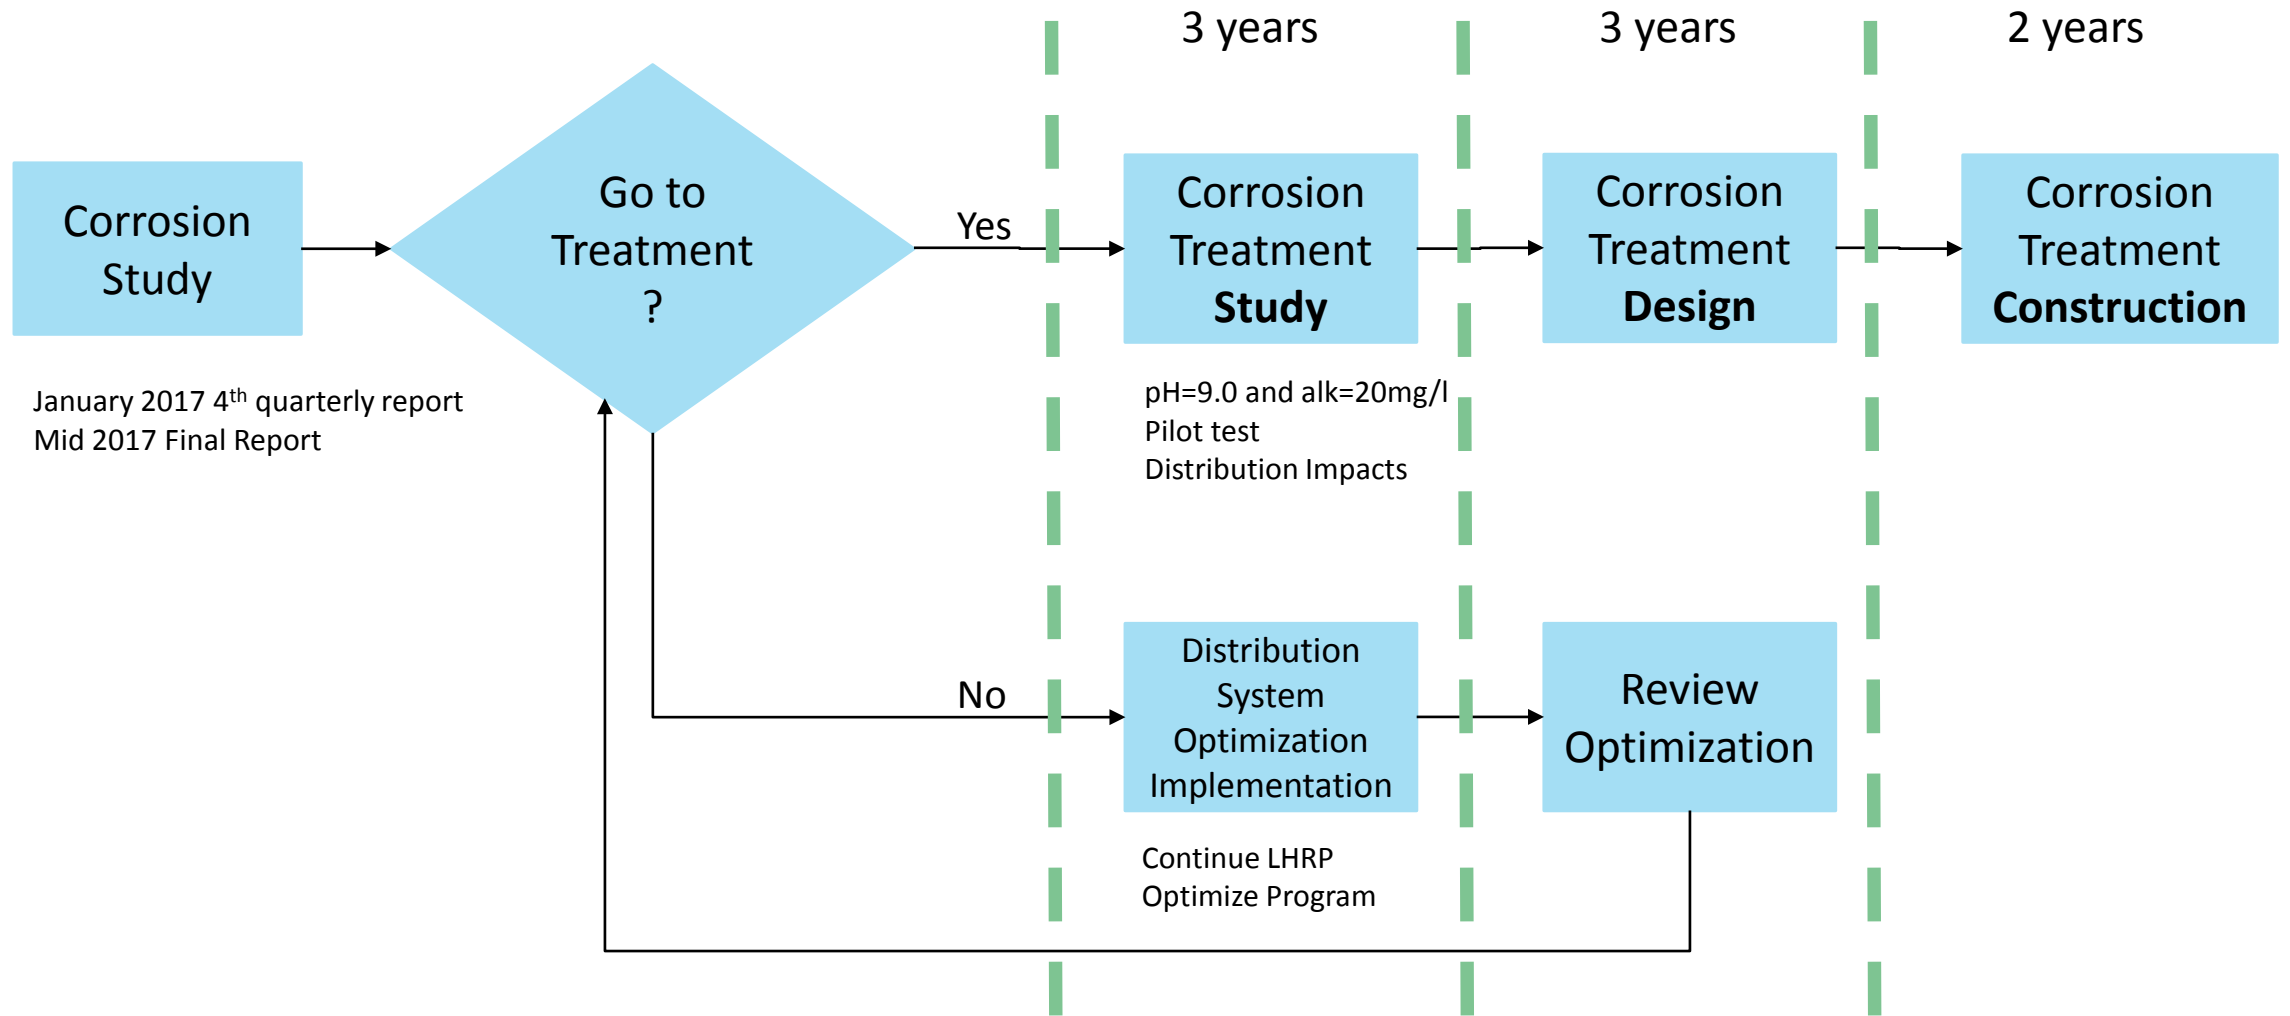 3 years
3 years
2 years
Corrosion
Study
Go to
Treatment
?
Yes
Corrosion
Treatment
Study
Corrosion
Treatment
Design
Corrosion
Treatment
Construction
January 2017 4th quarterly report
Mid 2017 Final Report
pH=9.0 and alk=20mg/l
Pilot test
Distribution Impacts
No
Distribution
System
Optimization
Implementation
Review
Optimization
Continue LHRP
Optimize Program